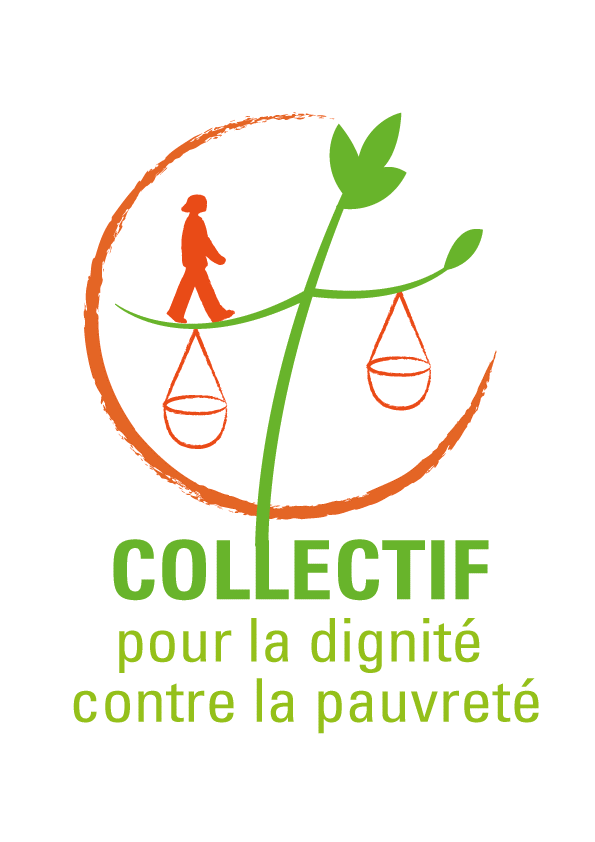 COLLECTIF
pour la dignité
contre la pauvreté